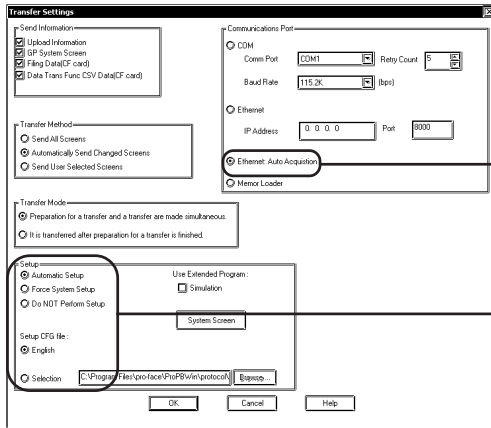 Transfer Settings
Send Information
Upload Information
GP System Screen
Filing Data(CF card)
Data Trans Func CSV Data(CF card)
Communications Port
COM
Comm Port COM1 Retry Count 5
Baud Rate 115.2K (bps)
Ethernet
IP Address 0. 0. 0. 0 Port 8000
Ethernet: Auto Acquistion
Memor Loader
Transfer Method
Send All Screens
Automatically Send Changed Screens
Send User Selected Screens
Transfer Mode
Preparation for a transfer and a transfer are made simultaneous.
It is transferred after preparation for a transfer is finished.
Setup
Automatic Setup
Force System Setup
Do NOT Perform Setup
Use Extended Program :
Simulation
System Screen
Setup CFG file :
English
Selection C:\Program Files\pro-face\ProPBWin\protocol\ Browse...
OK Cancel Help